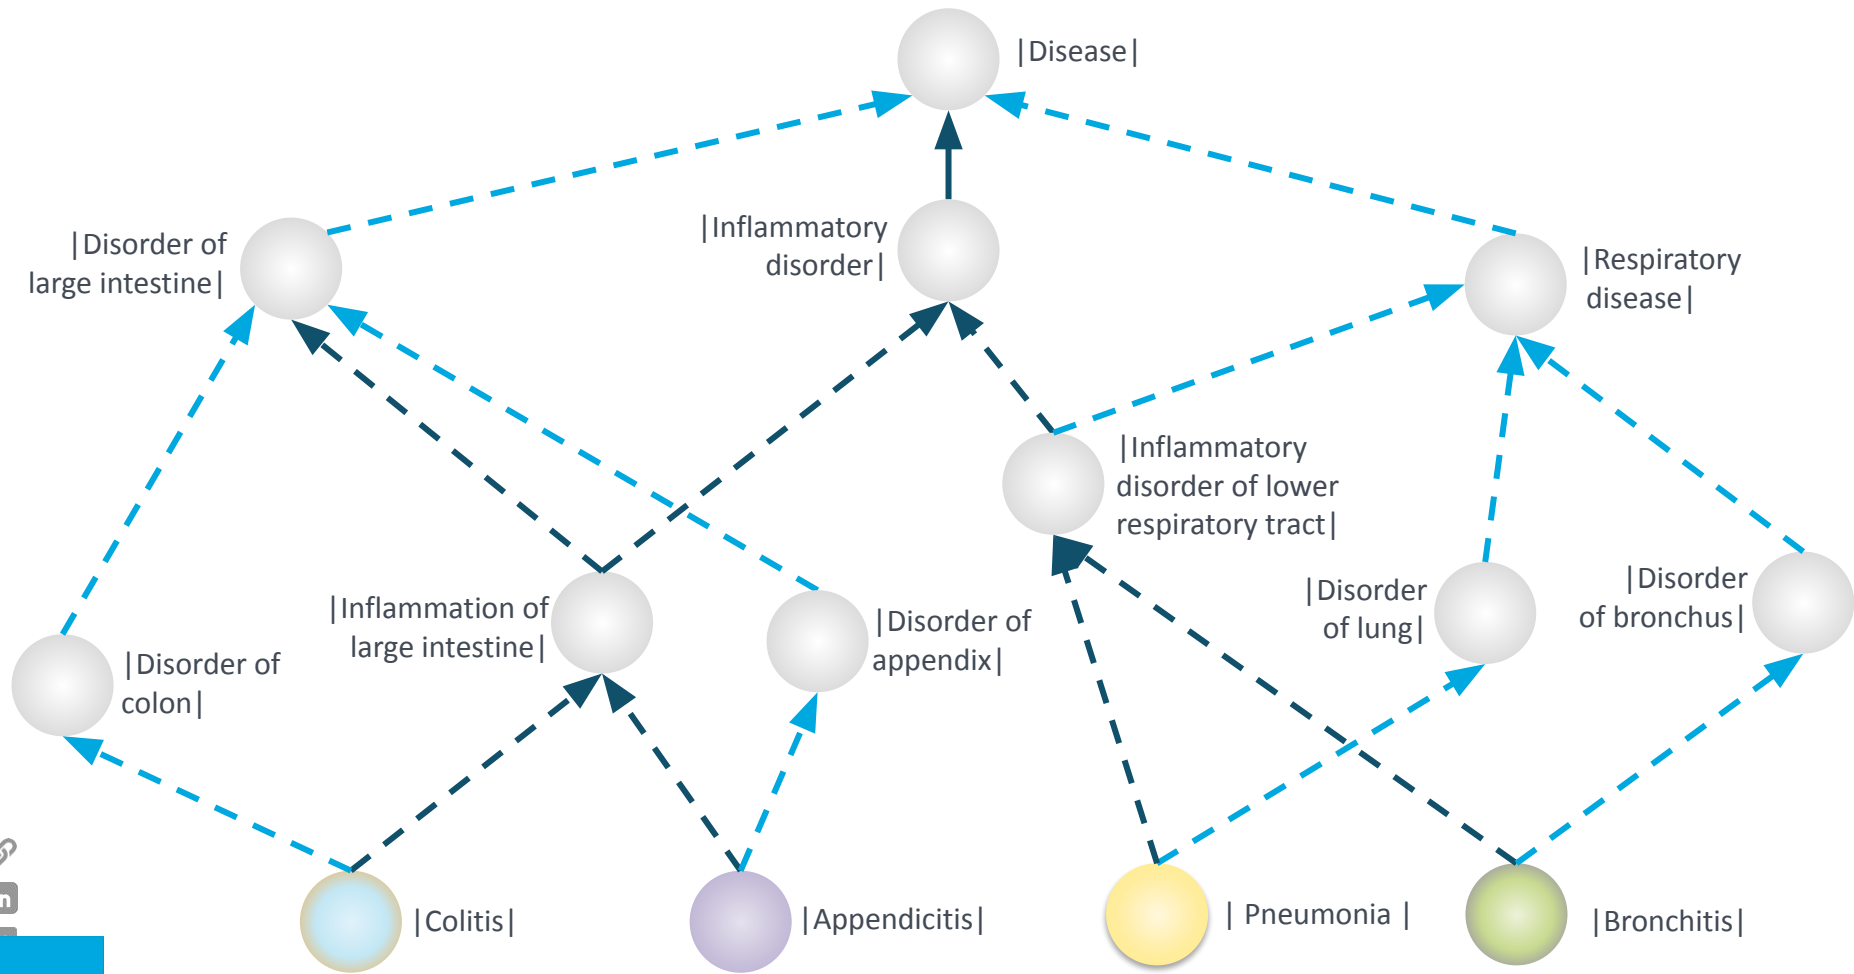 |Disease|
|Disorder of
large intestine|
|Inflammatory
disorder|
|Respiratory
disease|
|Inflammatory
disorder of lower
respiratory tract|
|Disorder of
colon|
|Inflammation of
large intestine|
|Disorder of
appendix|
|Disorder
of lung|
|Disorder
of bronchus|
|Colitis|
|Appendicitis|
| Pneumonia |
|Bronchitis|